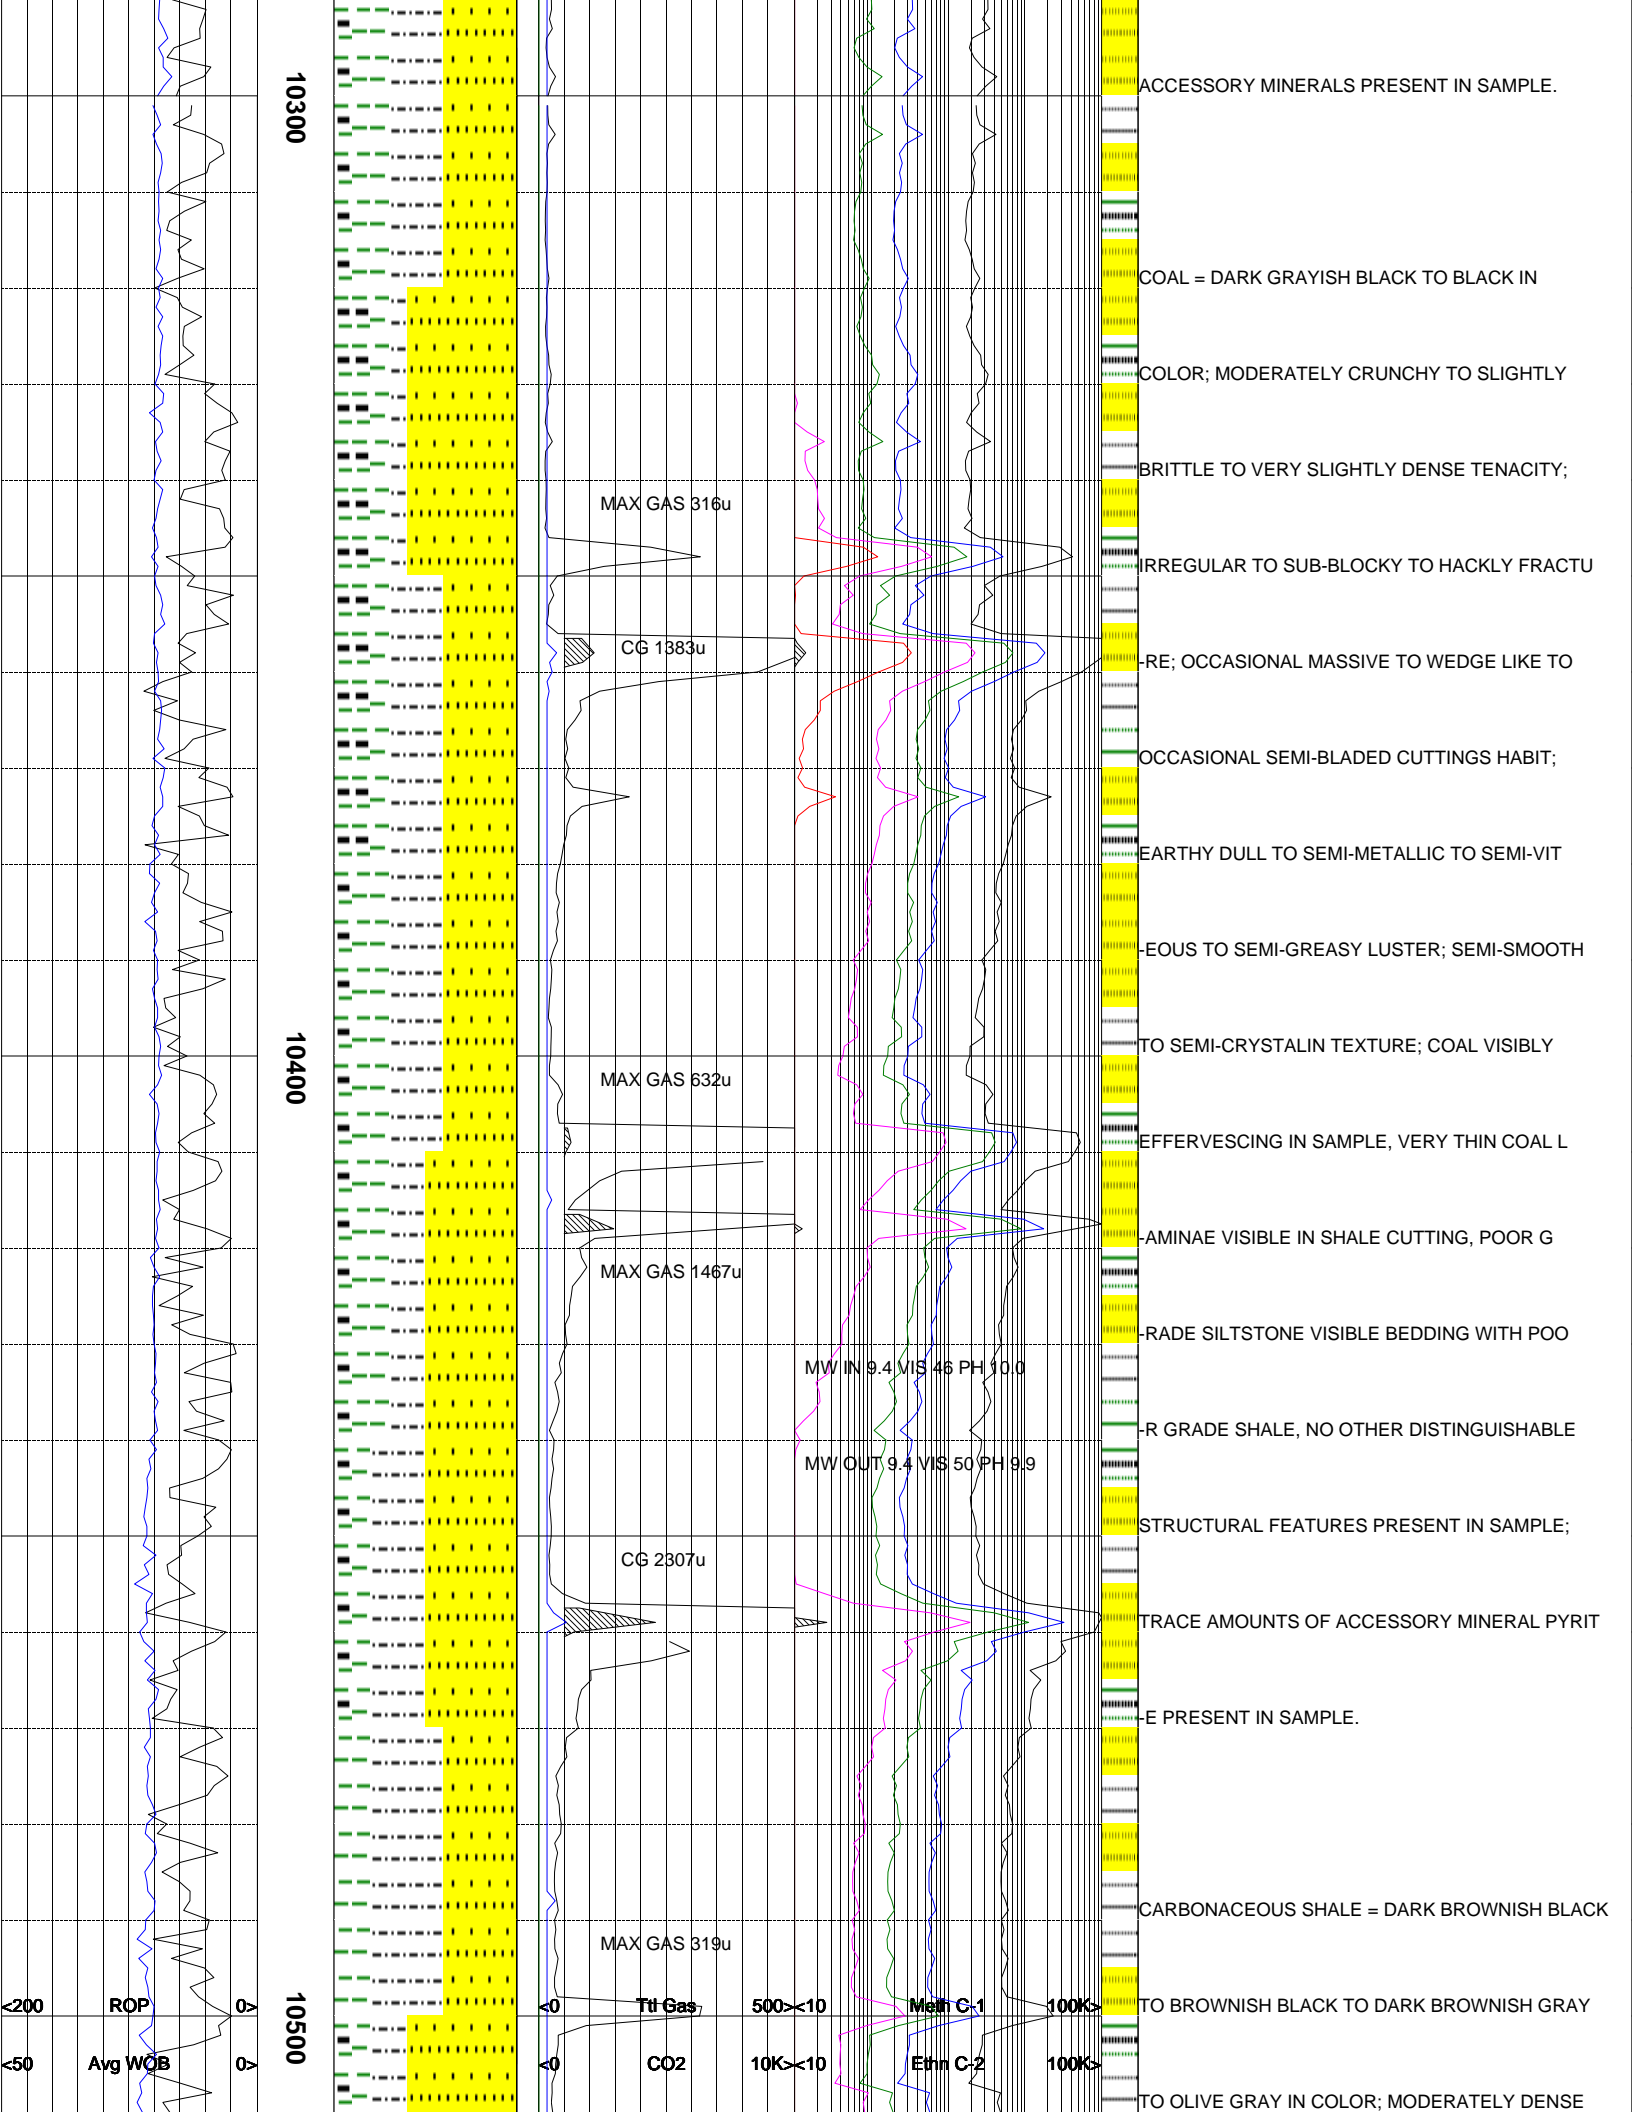 10300
ACCESSORY MINERALS PRESENT IN SAMPLE.
COAL = DARK GRAYISH BLACK TO BLACK IN
COLOR; MODERATELY CRUNCHY TO SLIGHTLY
BRITTLE TO VERY SLIGHTLY DENSE TENACITY;
MAX GAS 316u
IRREGULAR TO SUB-BLOCKY TO HACKLY FRACTU
CG 1383u
-RE; OCCASIONAL MASSIVE TO WEDGE LIKE TO
OCCASIONAL SEMI-BLADED CUTTINGS HABIT;
EARTHY DULL TO SEMI-METALLIC TO SEMI-VIT
-EOUS TO SEMI-GREASY LUSTER; SEMI-SMOOTH
10400
TO SEMI-CRYSTALIN TEXTURE; COAL VISIBLY
MAX GAS 632u
EFFERVESCING IN SAMPLE, VERY THIN COAL L
-AMINAE VISIBLE IN SHALE CUTTING, POOR G
MAX GAS 1467u
-RADE SILTSTONE VISIBLE BEDDING WITH POO
MW IN 9.4 VIS 46 PH 10.0
-R GRADE SHALE, NO OTHER DISTINGUISHABLE
MW OUT 9.4 VIS 50 PH 9.9
STRUCTURAL FEATURES PRESENT IN SAMPLE;
CG 2307u
TRACE AMOUNTS OF ACCESSORY MINERAL PYRIT
-E PRESENT IN SAMPLE.
CARBONACEOUS SHALE = DARK BROWNISH BLACK
MAX GAS 319u
<200 ROP 0> <0 Ttl Gas 500> <10 Meth C-1 100K>
TO BROWNISH BLACK TO DARK BROWNISH GRAY
10500
<50 Avg WOB 0> <0 CO2 10K> <10 Ethn C-2 100K>
TO OLIVE GRAY IN COLOR; MODERATELY DENSE